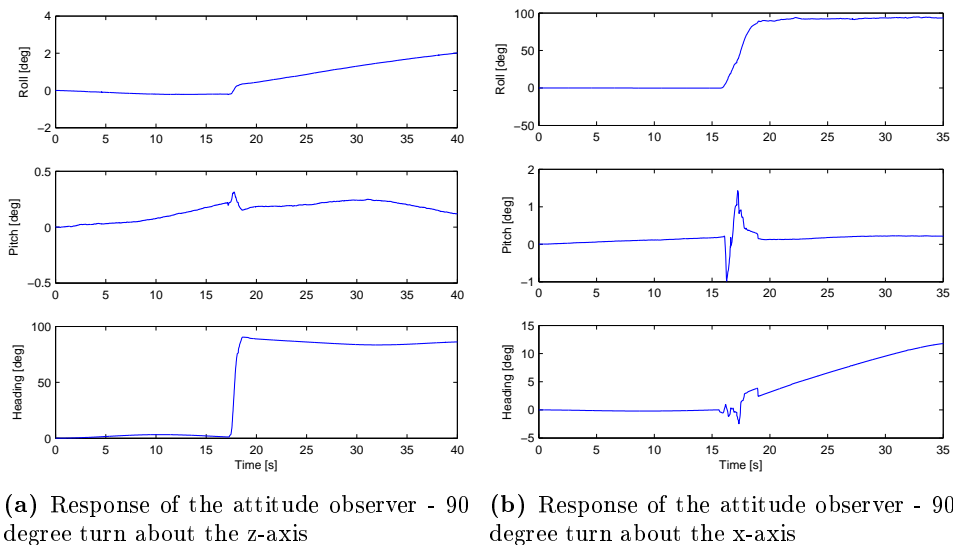 4
2
0
−2
Roll [deg]
0 5 10 15 20 25 30 35 40
0.5
0
−0.5
Pitch [deg]
0 5 10 15 20 25 30 35 40
100
50
0
Heading [deg]
0 5 10 15 20 25 30 35 40
Time [s]
100
50
0
−50
Roll [deg]
0 5 10 15 20 25 30 35
2
1
0
−1
Pitch [deg]
0 5 10 15 20 25 30 35
15
10
5
0
−5
Heading [deg]
0 5 10 15 20 25 30 35
Time [s]
(a) Response of the attitude observer - 90
degree turn about the z-axis
(b) Response of the attitude observer - 90
degree turn about the x-axis